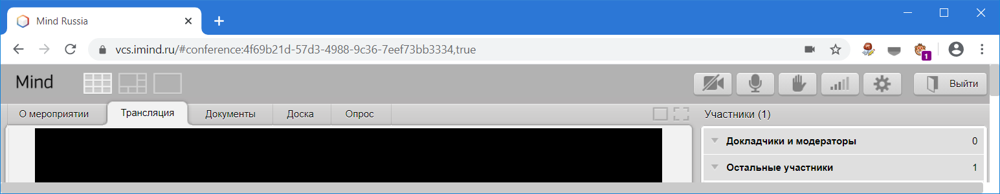 Mind Russia
vcs.imind.ru/#conference:4f69b21d-57d3-4988-9c36-7eef73bb3334,true
1
Mind
Выйти
О мероприятии
Трансляция
Документы
Доска
Опрос
Участники (1)
Докладчики и модераторы 0
Остальные участники 1